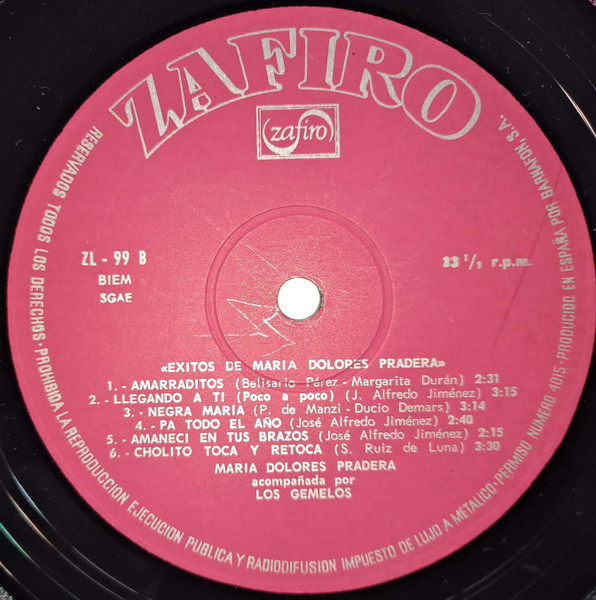 ZAFIRO
zafiro
ZL - 99 B
BIEM
SGAE
33 1/3 r.p.m.
«EXITOS DE MARIA DOLORES PRADERA»
1. - AMARRADITOS (Belisario Pérez - Margarita Durán) 2:31
2. - LLEGANDO A TI (Poco a poco) (J. Alfredo Jiménez) 3:15
3. - NEGRA MARIA (P. de Manzi - Ducio Demars) 3:14
4. - PA TODO EL AÑO (José Alfredo Jiménez) 2:40
5. - AMANECI EN TUS BRAZOS (José Alfredo Jiménez) 2:15
6. - CHOLITO TOCA Y RETOCA (S. Ruiz de Luna) 3:30
MARIA DOLORES PRADERA
acompañada por
LOS GEMELOS
RESERVADOS TODOS LOS DERECHOS · PROHIBIDA LA REPRODUCCION EJECUCION PUBLICA Y RADIODIFUSION IMPUESTO DE LUJO A METALICO - PERMISO NUMERO 4015 - PRODUCIDO EN ESPAÑA POR BARNAFON, S.A.